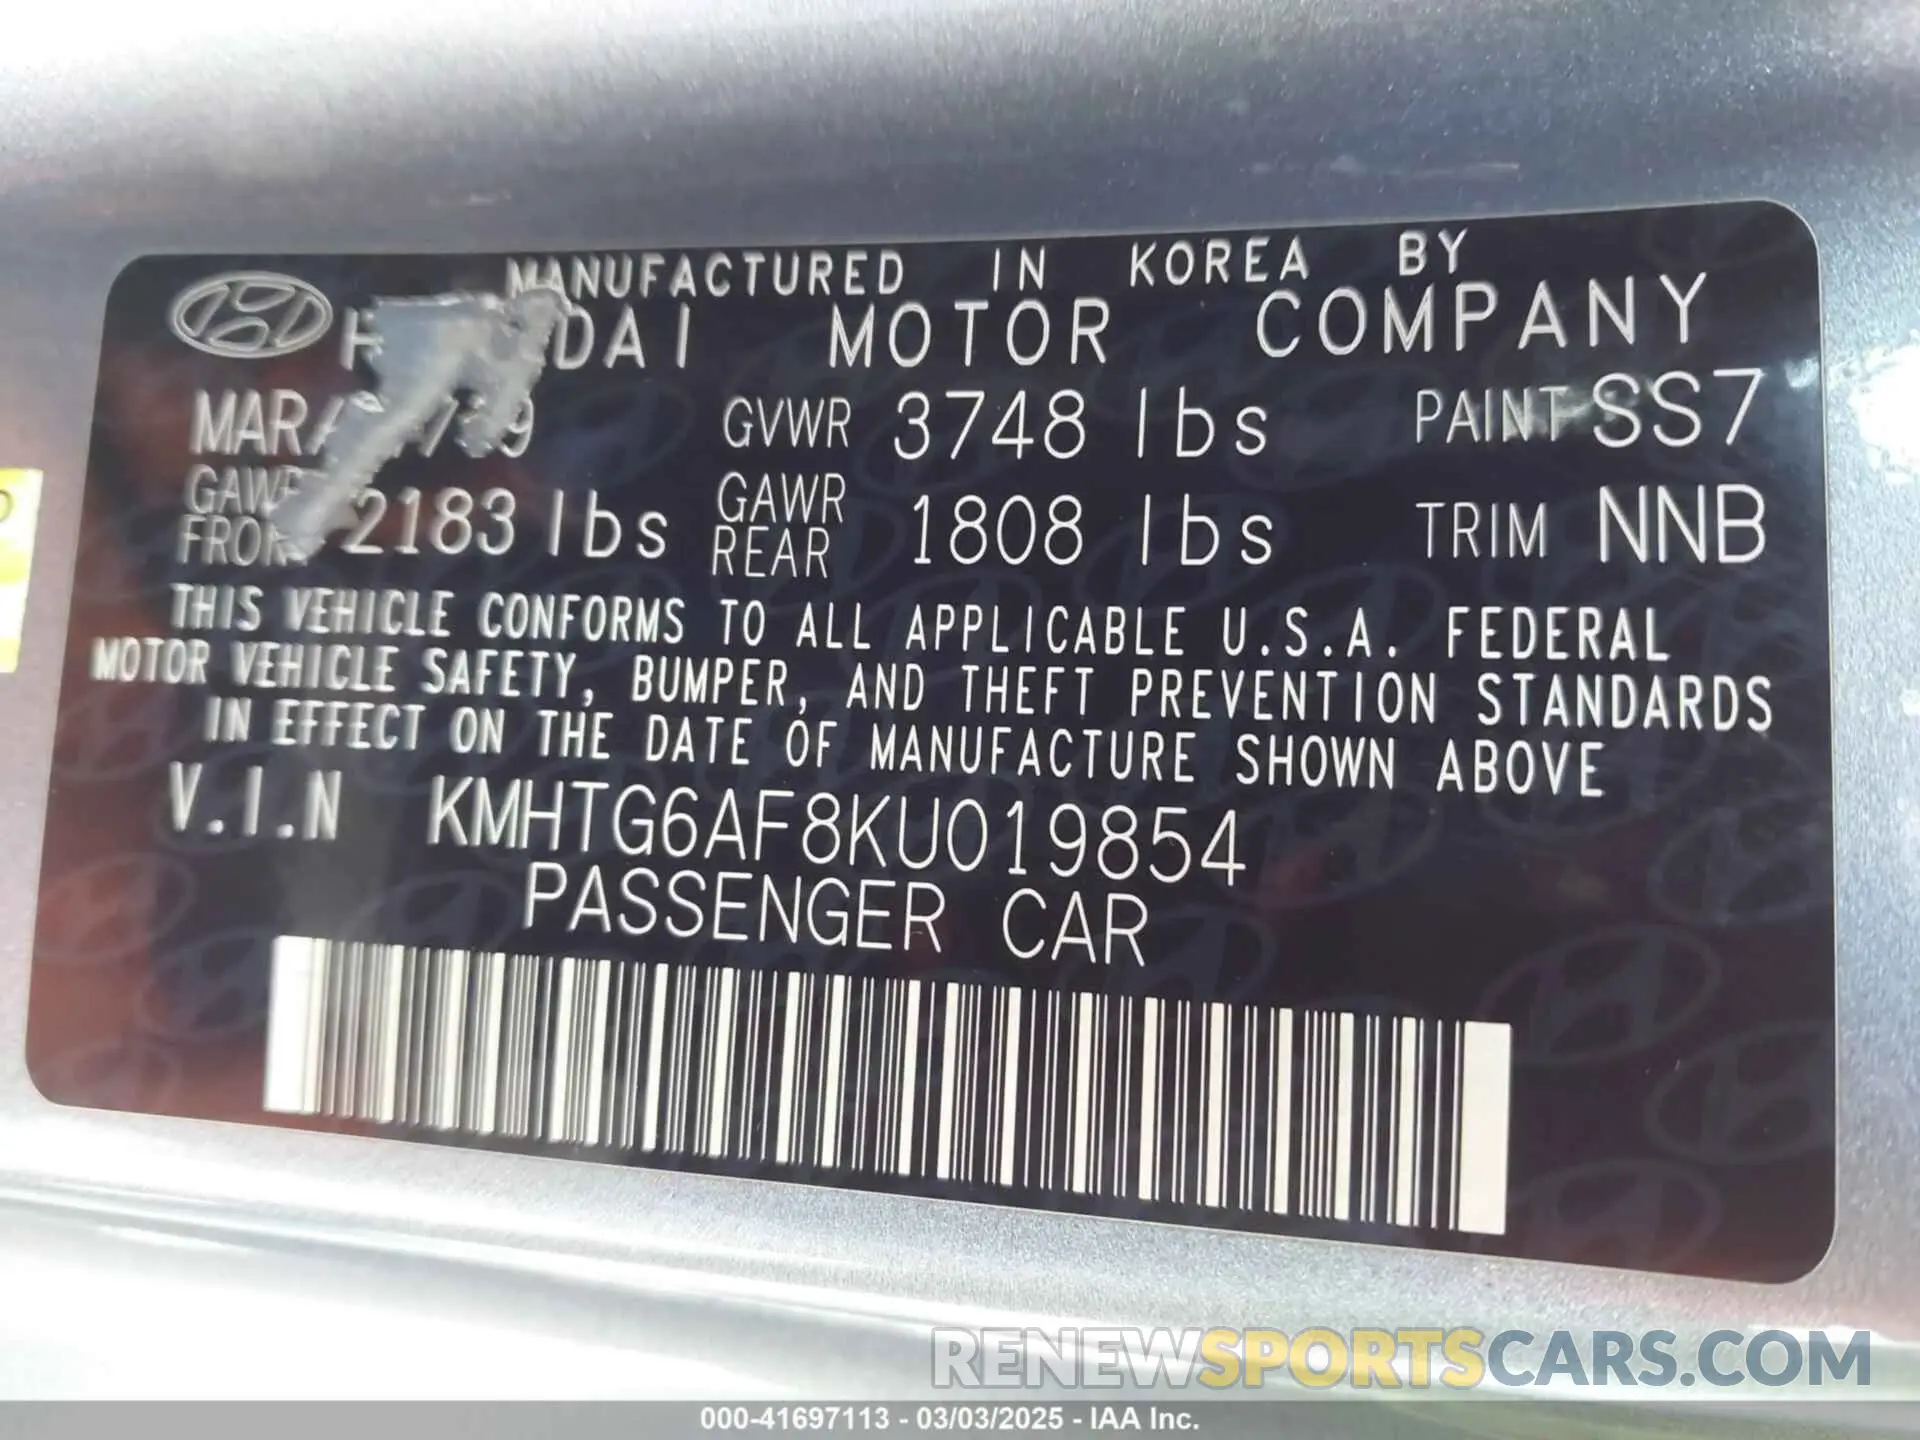 MANUFACTURED IN KOREA BY
MOTOR COMPANY
GVWR 3748 lbs PAINT SS7
2183 lbs GAWR REAR 1808 lbs TRIM NNB
THIS VEHICLE CONFORMS TO ALL APPLICABLE U.S.A. FEDERAL
MOTOR VEHICLE SAFETY, BUMPER, AND THEFT PREVENTION STANDARDS
IN EFFECT ON THE DATE OF MANUFACTURE SHOWN ABOVE
V.I.N KMHTG6AF8KU019854
PASSENGER CAR
RENEWSPORTSCARS.COM
000-41697113 - 03/03/2025 - IAA Inc.